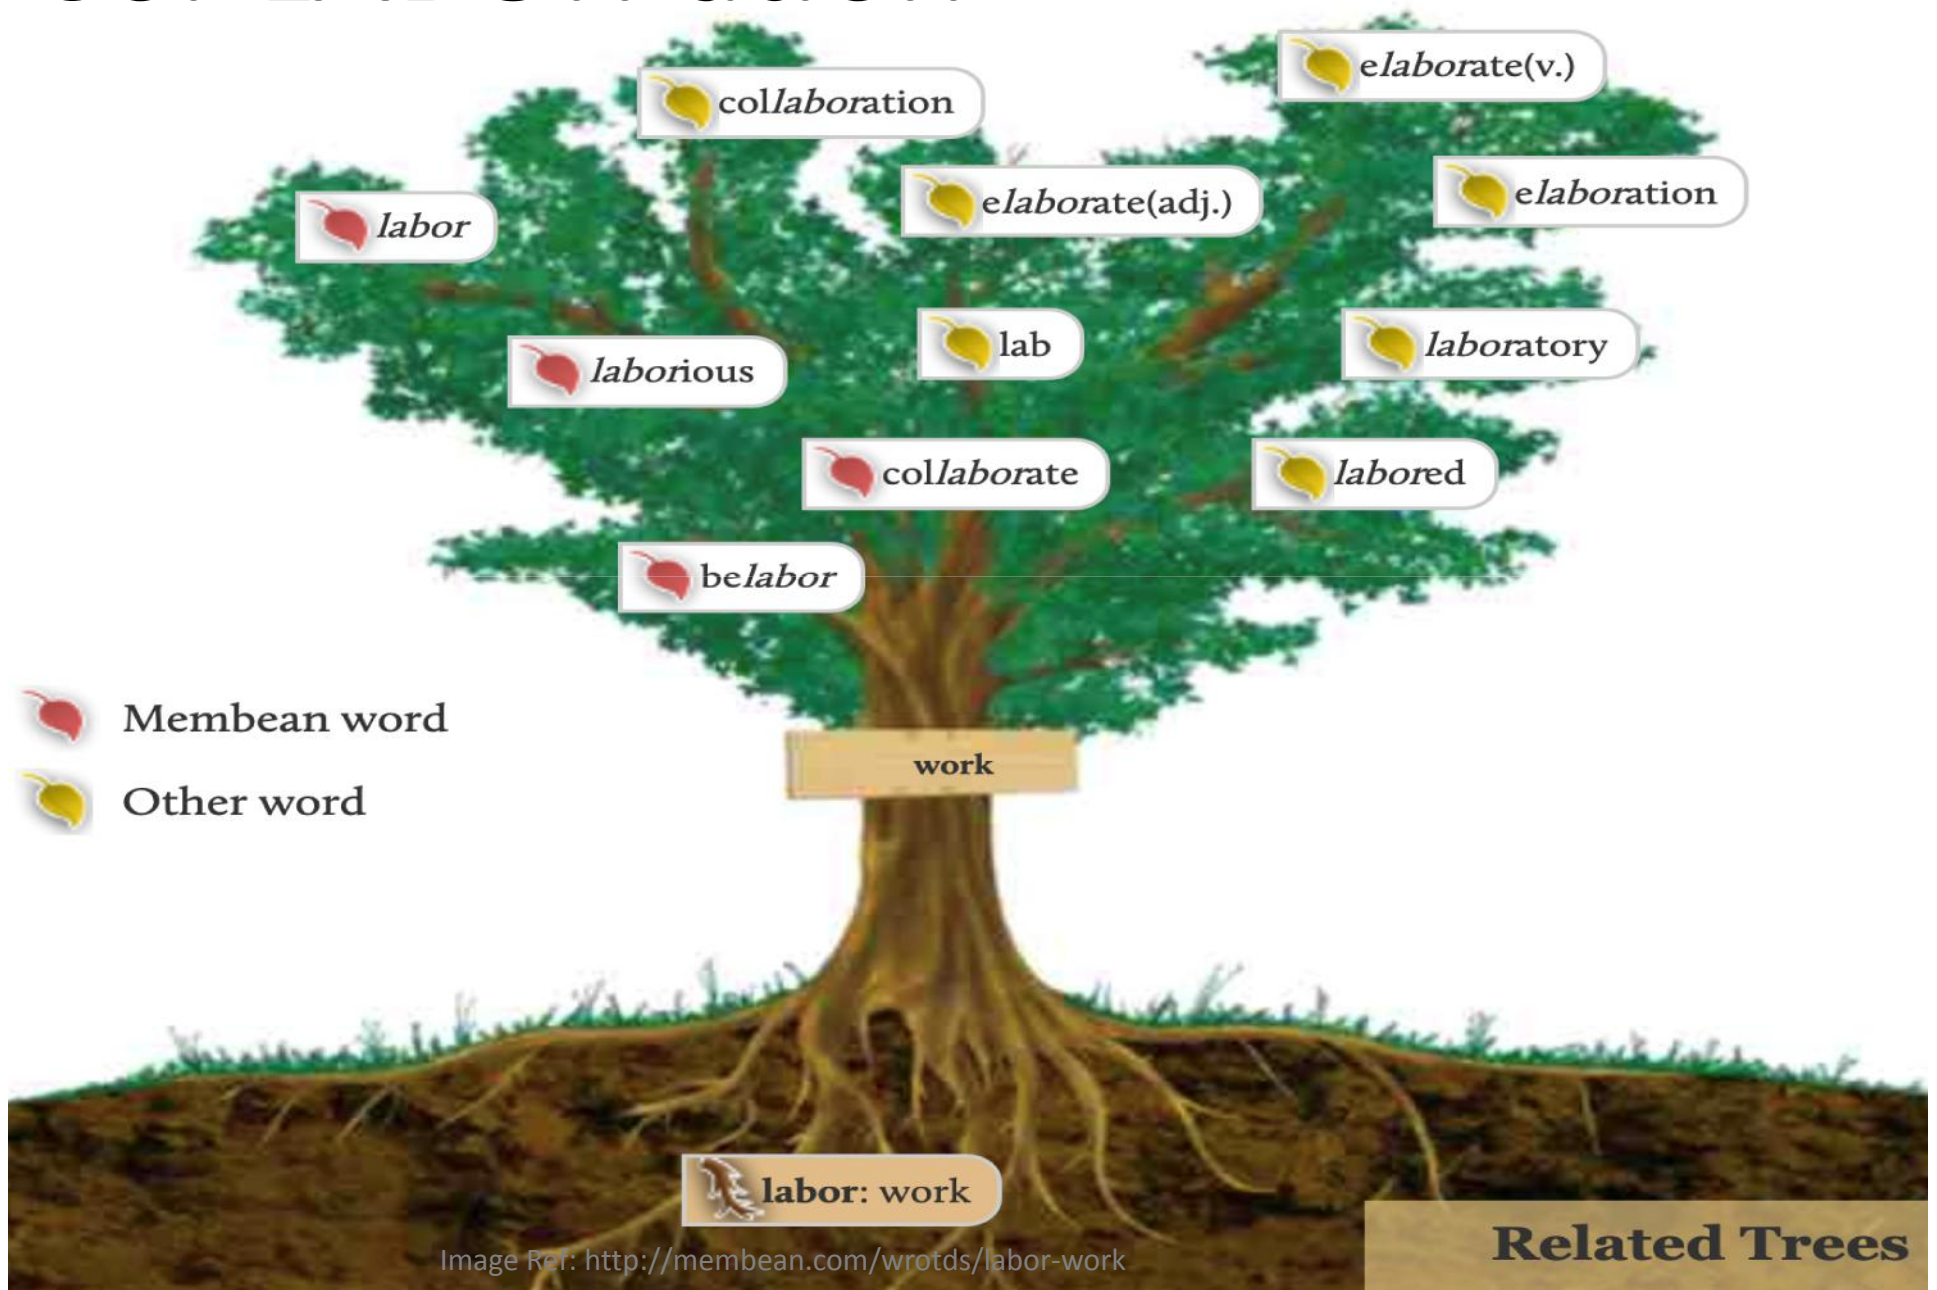 elaborate(v.)
collaboration
elaborate(adj.)
elaboration
labor
lab
laboratory
laborious
collaborate
labored
belabor
Membean word
work
Other word
labor: work
Related Trees
Image Ref: http://membean.com/wrotds/labor-work